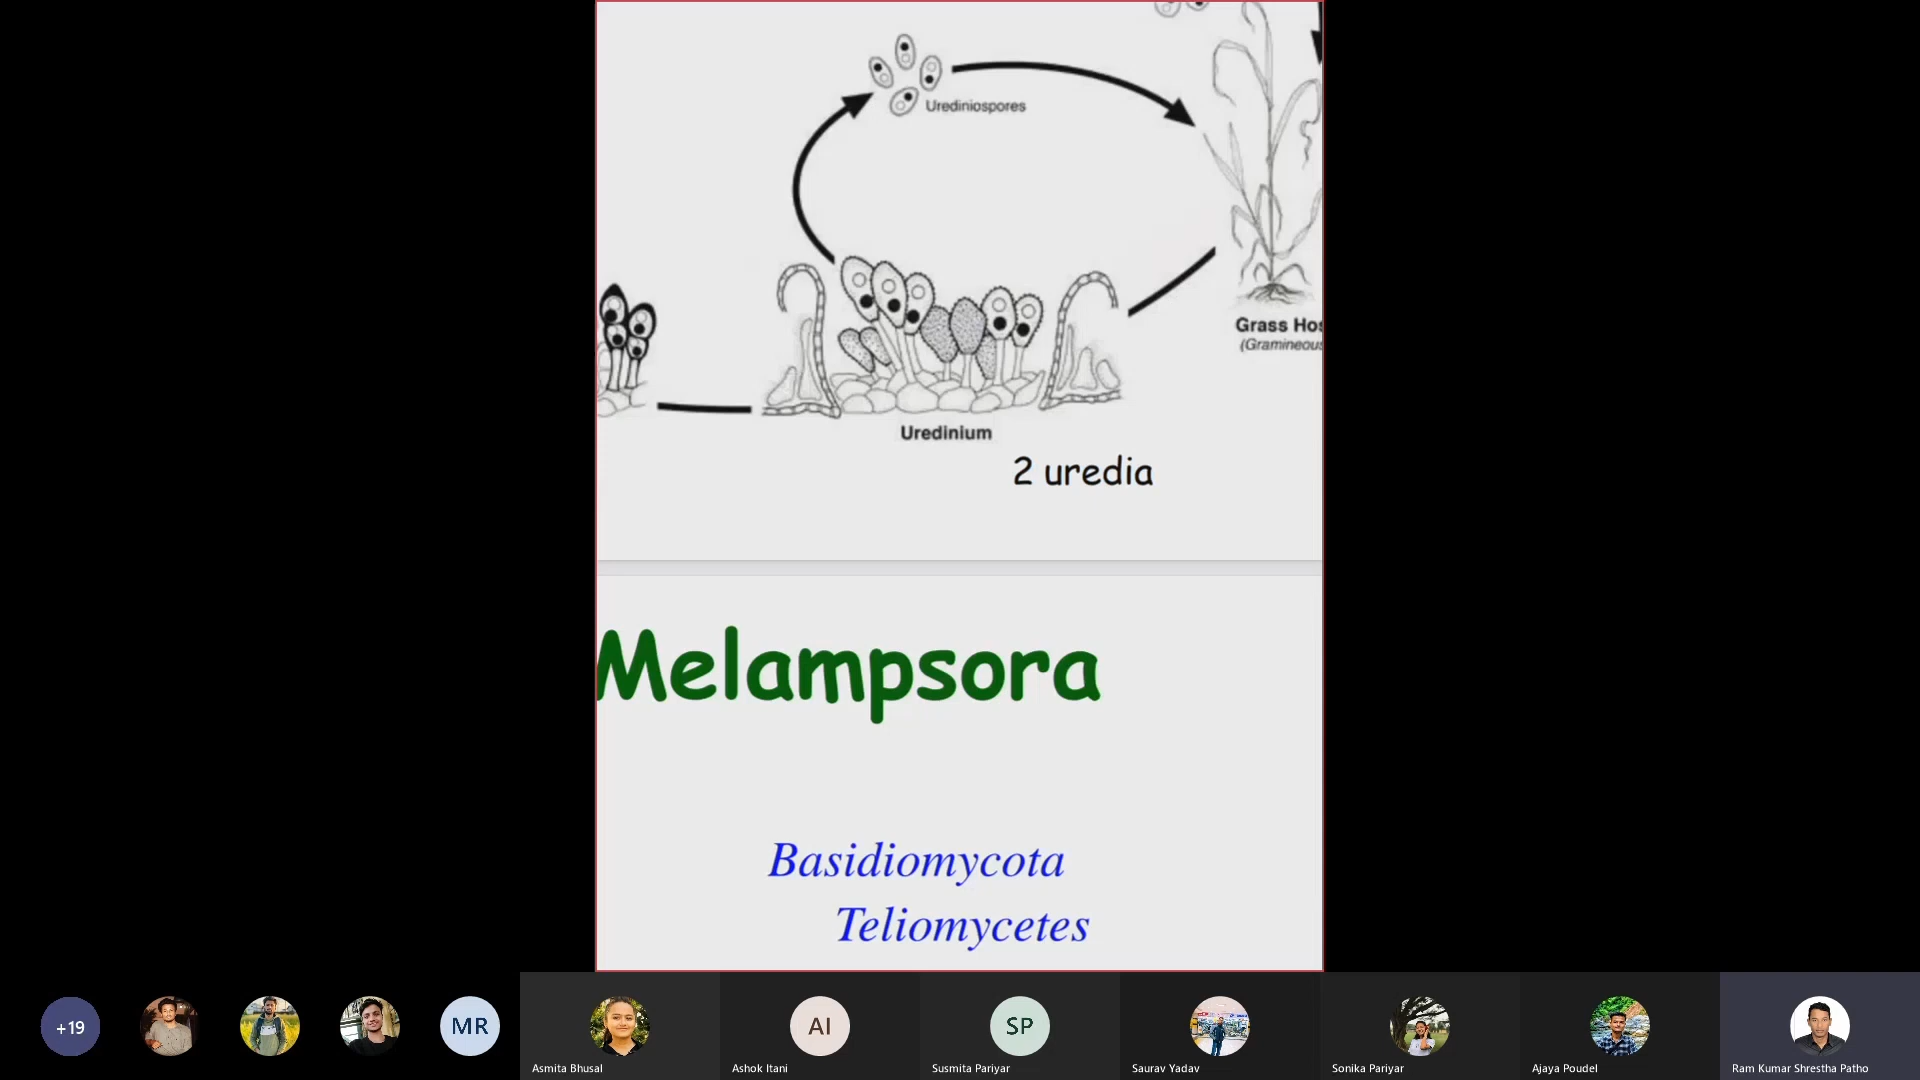 Urediniospores
Grass Hos
(Gramineous
Uredinium
2 uredia
Melampsora
Basidiomycota
Teliomycetes
+19
MR
AI
SP
Asmita Bhusal
Ashok Itani
Susmita Pariyar
Saurav Yadav
Sonika Pariyar
Ajaya Poudel
Ram Kumar Shrestha Patho